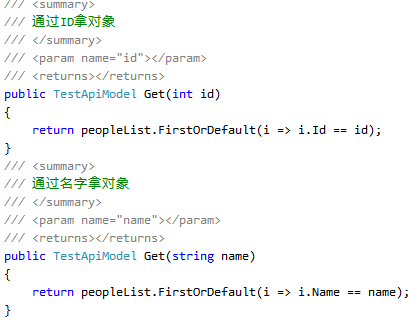 /// <summary>
/// 通过ID拿对象
/// </summary>
/// <param name="id"></param>
/// <returns></returns>
public TestApiModel Get(int id)
{
return peopleList.FirstOrDefault(i => i.Id == id);
}
/// <summary>
/// 通过名字拿对象
/// </summary>
/// <param name="name"></param>
/// <returns></returns>
public TestApiModel Get(string name)
{
return peopleList.FirstOrDefault(i => i.Name == name);
}